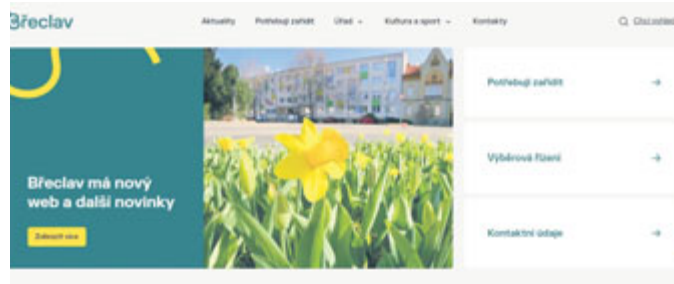 Břeclav
Aktuality
Potřebuji zařídit
Úřad
Kultura a sport
Kontakty
Břeclav má nový
web a další novinky
Zobrazit více
Potřebuji zařídit
Výběrová řízení
Kontaktní údaje